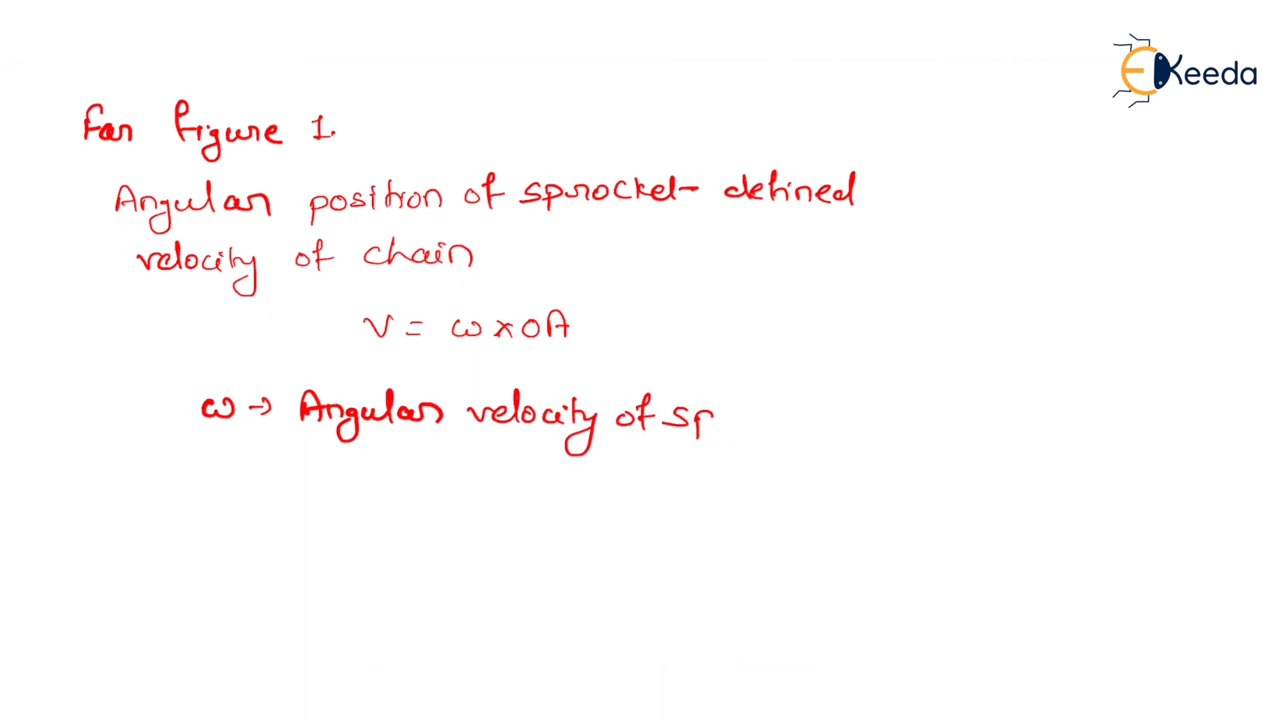 EKeeda
For Figure 1.
Angular position of sprocket defined
velocity of chain
V = ω × OA
ω → Angular velocity of sp